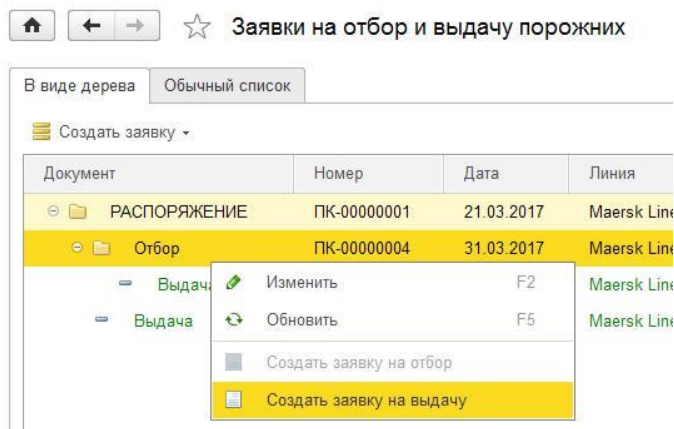 Заявки на отбор и выдачу порожних
В виде дерева Обычный список
Создать заявку
Документ Номер Дата Линия
РАСПОРЯЖЕНИЕ ПК-00000001 21.03.2017 Maersk Line
Отбор ПК-00000004 31.03.2017 Maersk Line
Выдача Maersk Line
Изменить F2
Выдача Maersk Line
Обновить F5
Создать заявку на отбор
Создать заявку на выдачу